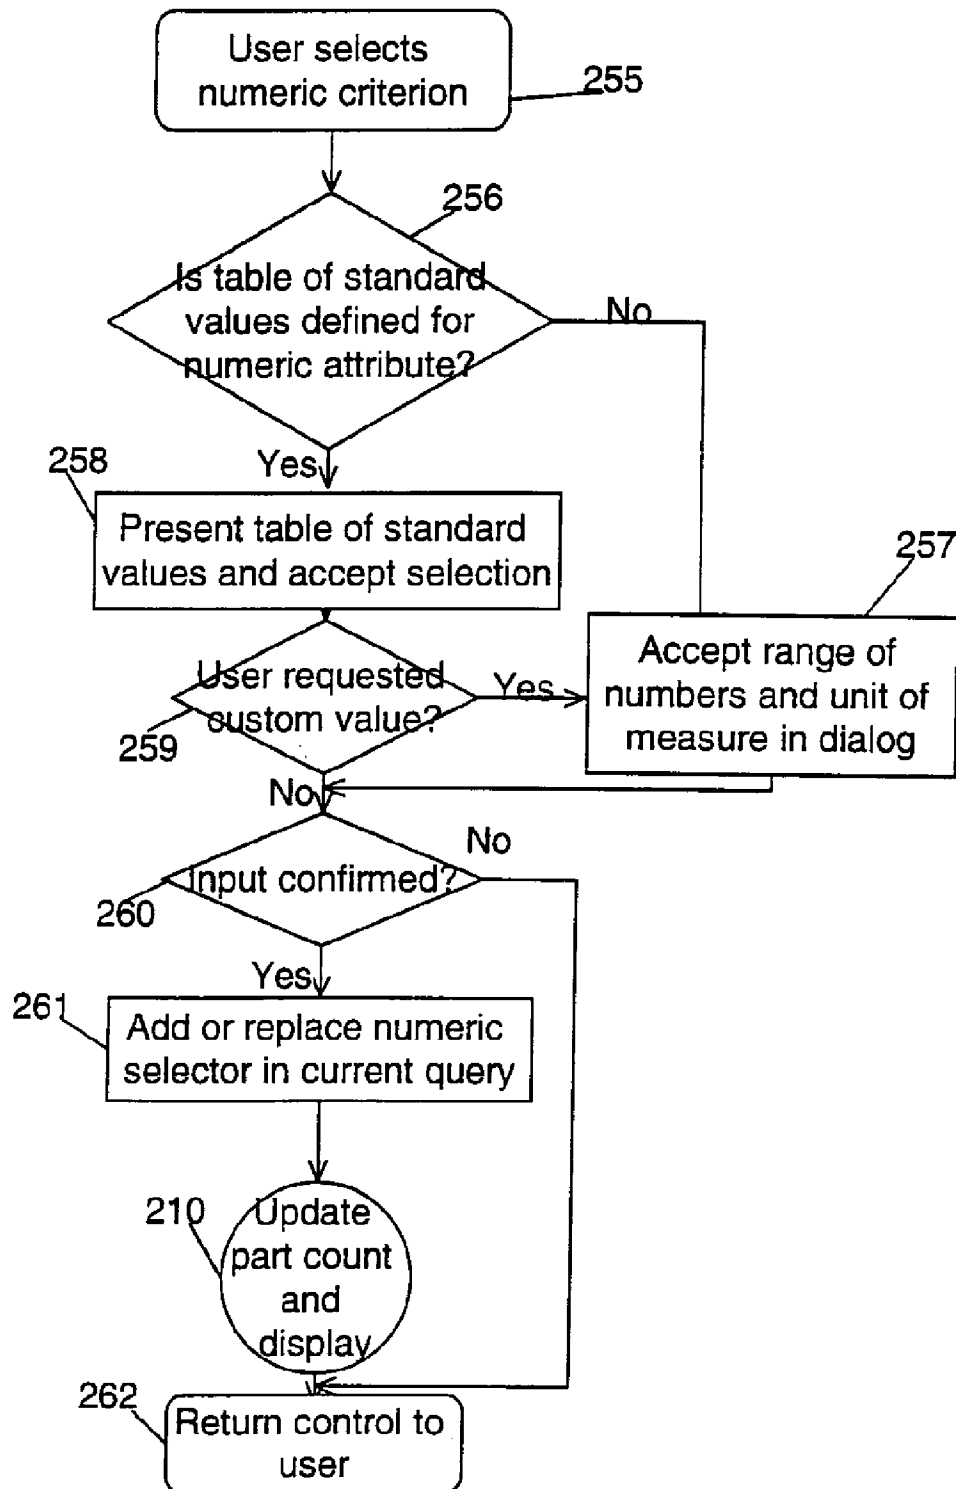 User selects
numeric criterion
255
256
Is table of standard
values defined for
numeric attribute?
No
Yes
258
Present table of standard
values and accept selection
257
Accept range of
numbers and unit of
measure in dialog
User requested
custom value?
Yes
259
No
No
Input confirmed?
260
Yes
261
Add or replace numeric
selector in current query
210
Update
part count
and
display
262
Return control to
user